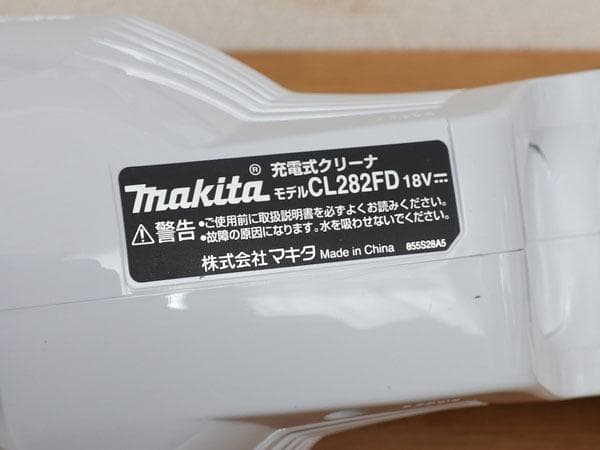 充電式クリーナ
makita® モデルCL282FD 18V⎓
⚠警告 •ご使用前に取扱説明書を必ずよくお読みください。
•故障の原因になります。水を吸わせないでください。
株式会社マキタ Made in China 855S28A5